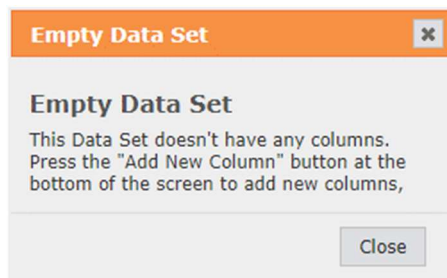 Empty Data Set
Empty Data Set
This Data Set doesn't have any columns.
Press the "Add New Column" button at the
bottom of the screen to add new columns,
Close